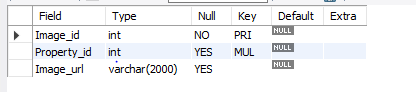 Field Type Null Key Default Extra
Image_id int NO PRI NULL
Property_id int YES MUL NULL
Image_url varchar(2000) YES NULL